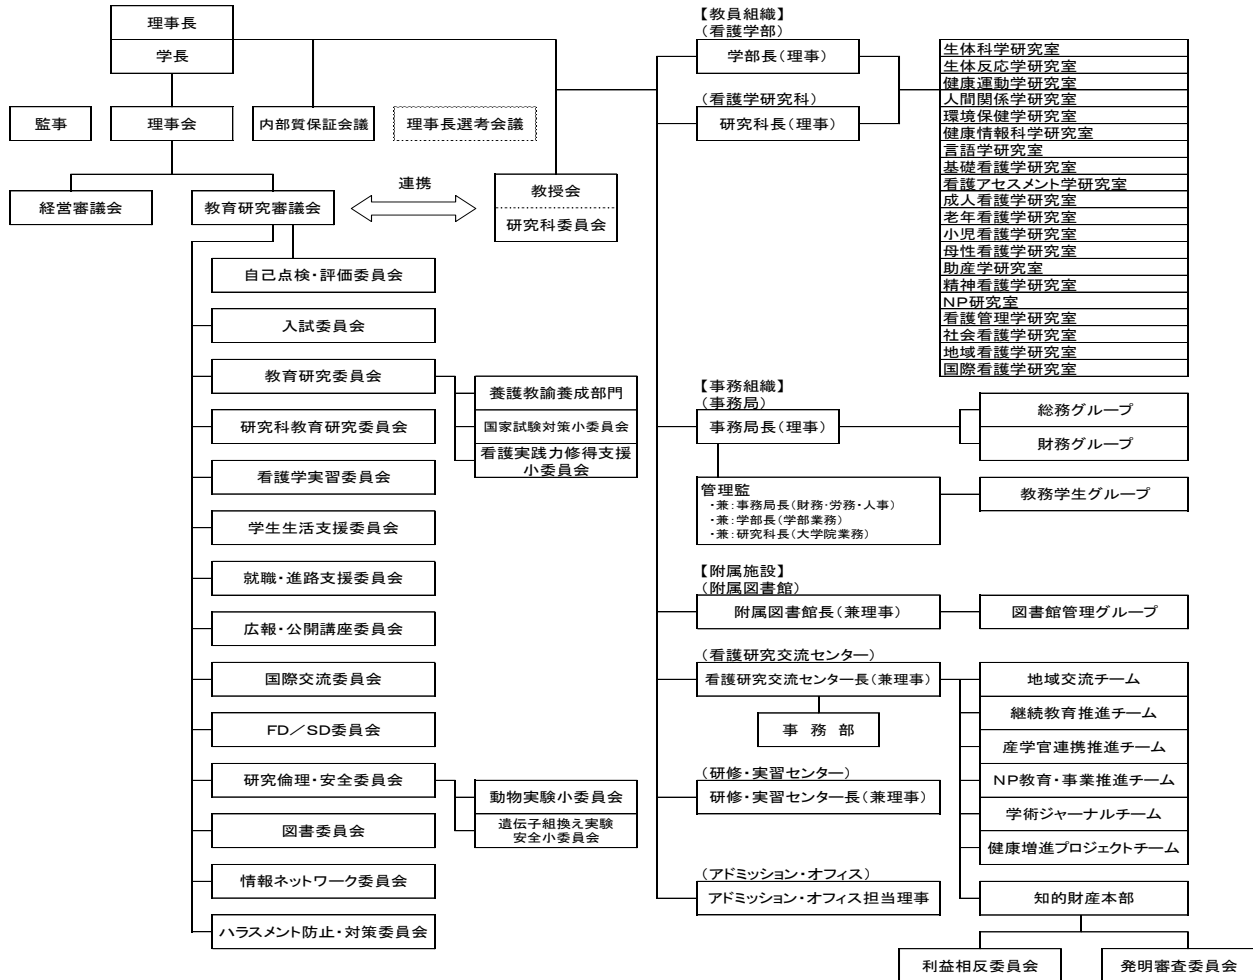 理事長
学長
監事
理事会
内部質保証会議
理事長選考会議
経営審議会
教育研究審議会
連携
教授会
研究科委員会
自己点検・評価委員会
入試委員会
教育研究委員会
養護教諭養成部門
国家試験対策小委員会
看護実践力修得支援
小委員会
研究科教育研究委員会
看護学実習委員会
学生生活支援委員会
就職・進路支援委員会
広報・公開講座委員会
国際交流委員会
FD／SD委員会
研究倫理・安全委員会
動物実験小委員会
遺伝子組換え実験
安全小委員会
図書委員会
情報ネットワーク委員会
ハラスメント防止・対策委員会
【教員組織】
(看護学部)
学部長(理事)
(看護学研究科)
研究科長(理事)
生体科学研究室
生体反応学研究室
健康運動学研究室
人間関係学研究室
環境保健学研究室
健康情報科学研究室
言語学研究室
基礎看護学研究室
看護アセスメント学研究室
成人看護学研究室
老年看護学研究室
小児看護学研究室
母性看護学研究室
助産学研究室
精神看護学研究室
NP研究室
看護管理学研究室
社会看護学研究室
地域看護学研究室
国際看護学研究室
【事務組織】
(事務局)
事務局長(理事)
総務グループ
財務グループ
管理監
・兼:事務局長(財務・労務・人事)
・兼:学部長(学部業務)
・兼:研究科長(大学院業務)
教務学生グループ
【附属施設】
(附属図書館)
附属図書館長(兼理事)
図書館管理グループ
(看護研究交流センター)
看護研究交流センター長(兼理事)
事 務 部
地域交流チーム
継続教育推進チーム
産学官連携推進チーム
NP教育・事業推進チーム
学術ジャーナルチーム
健康増進プロジェクトチーム
(研修・実習センター)
研修・実習センター長(兼理事)
(アドミッション・オフィス)
アドミッション・オフィス担当理事
知的財産本部
利益相反委員会
発明審査委員会